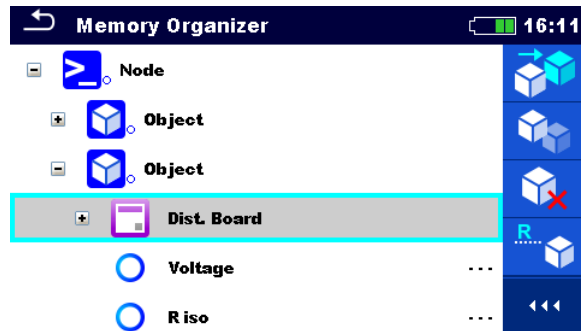 Memory Organizer 16:11
Node
Object
Object
Dist. Board
Voltage ---
R iso ---
R